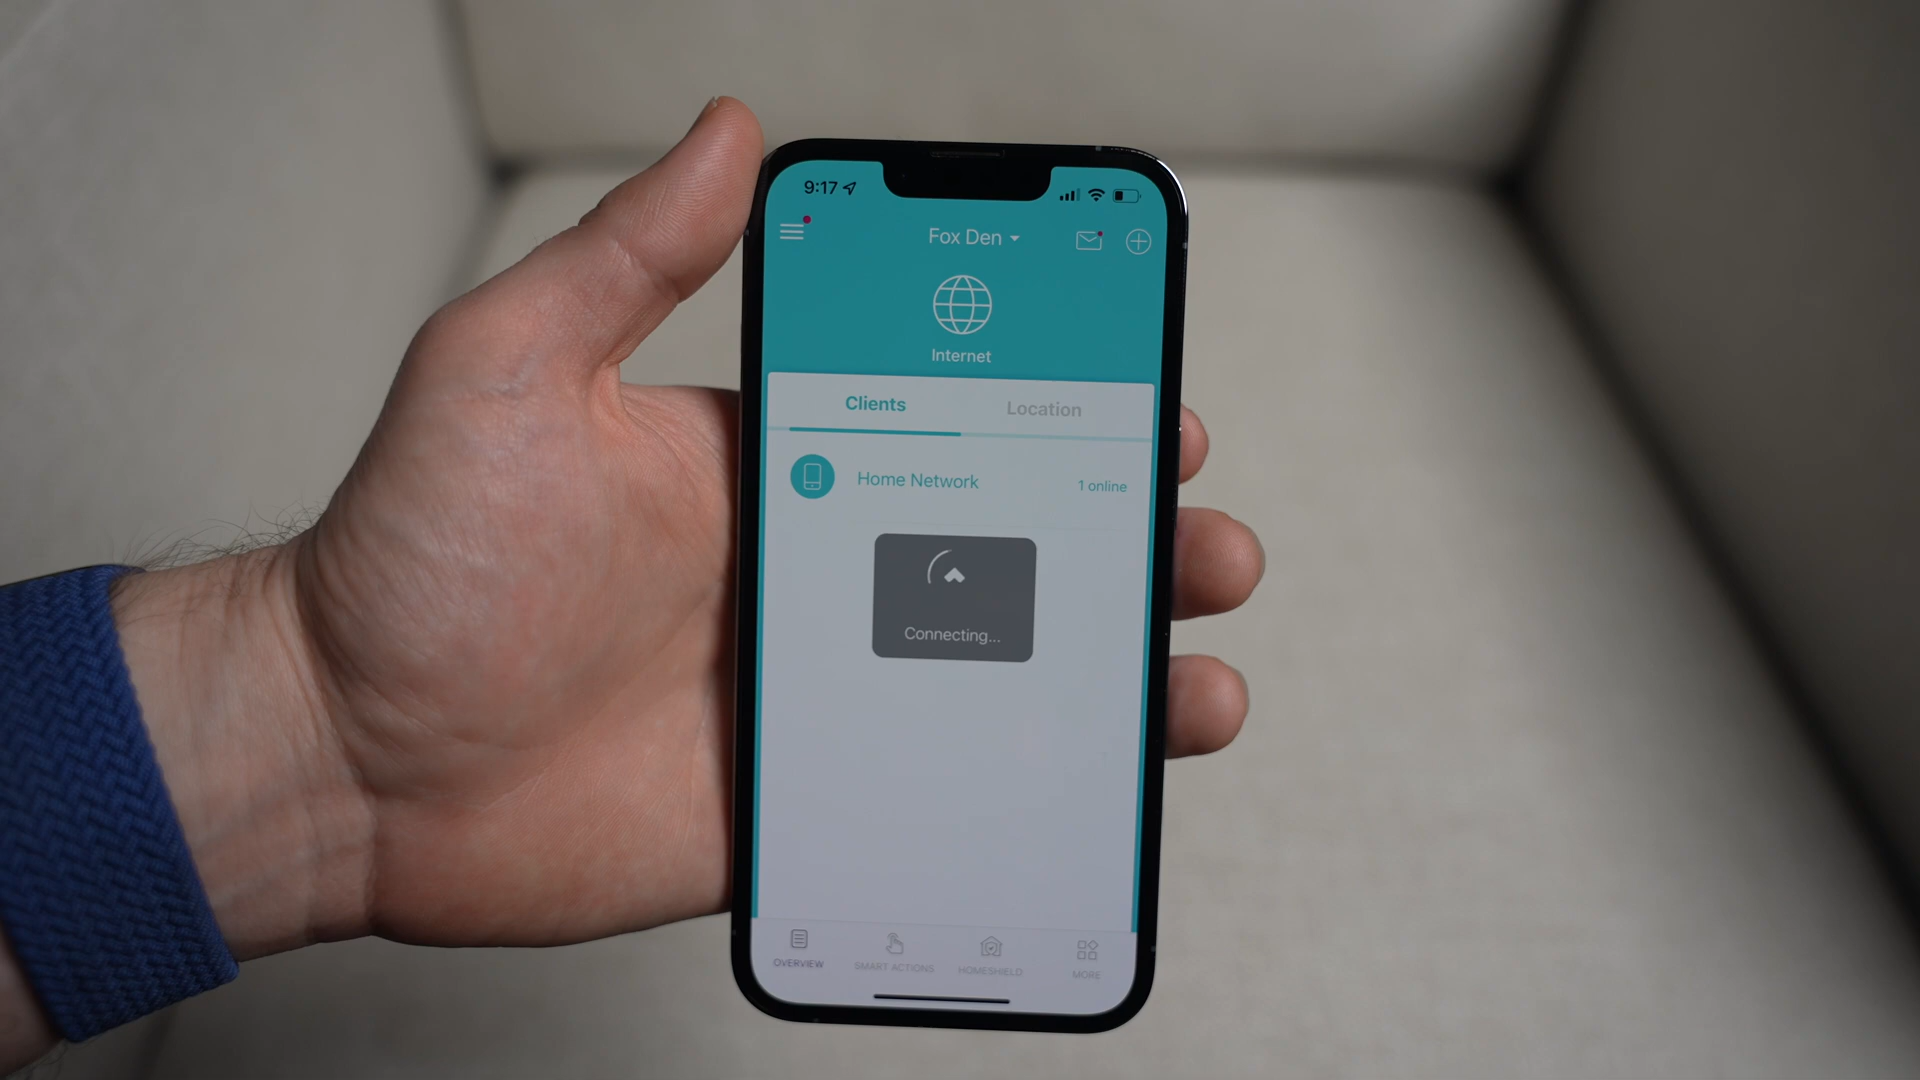 9:17
Fox Den
Internet
Clients
Location
Home Network
1 online
Connecting...
OVERVIEW
SMART ACTIONS
HOMESHIELD
MORE